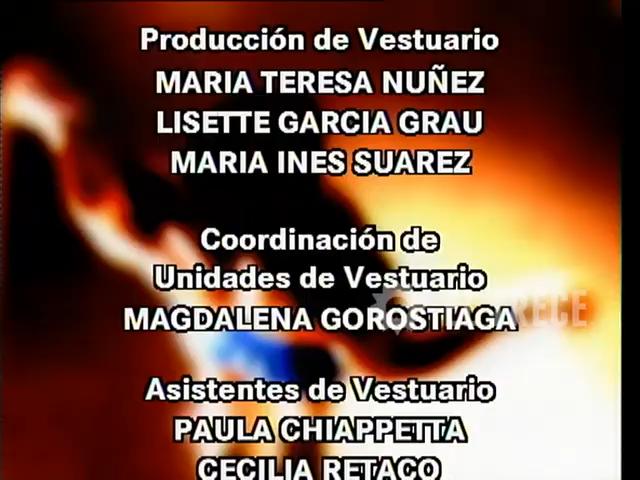 Producción de Vestuario
MARIA TERESA NUÑEZ
LISETTE GARCIA GRAU
MARIA INES SUAREZ
Coordinación de
Unidades de Vestuario
MAGDALENA GOROSTIAGA
Asistentes de Vestuario
PAULA CHIAPPETTA
CECILIA RETACO